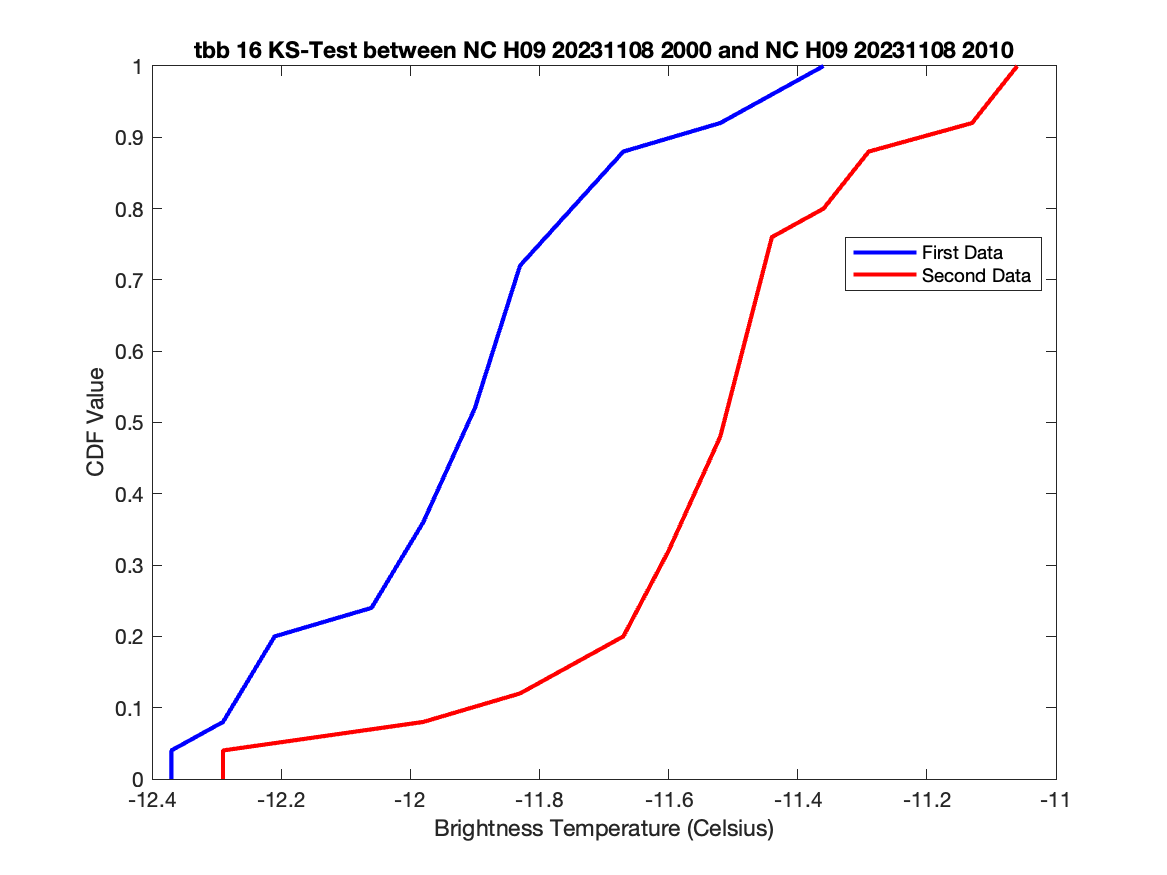 tbb 16 KS-Test between NC H09 20231108 2000 and NC H09 20231108 2010
1
0.9
0.8
0.7
0.6
0.5
0.4
0.3
0.2
0.1
0
CDF Value
First Data
Second Data
-12.4 -12.2 -12 -11.8 -11.6 -11.4 -11.2 -11
Brightness Temperature (Celsius)